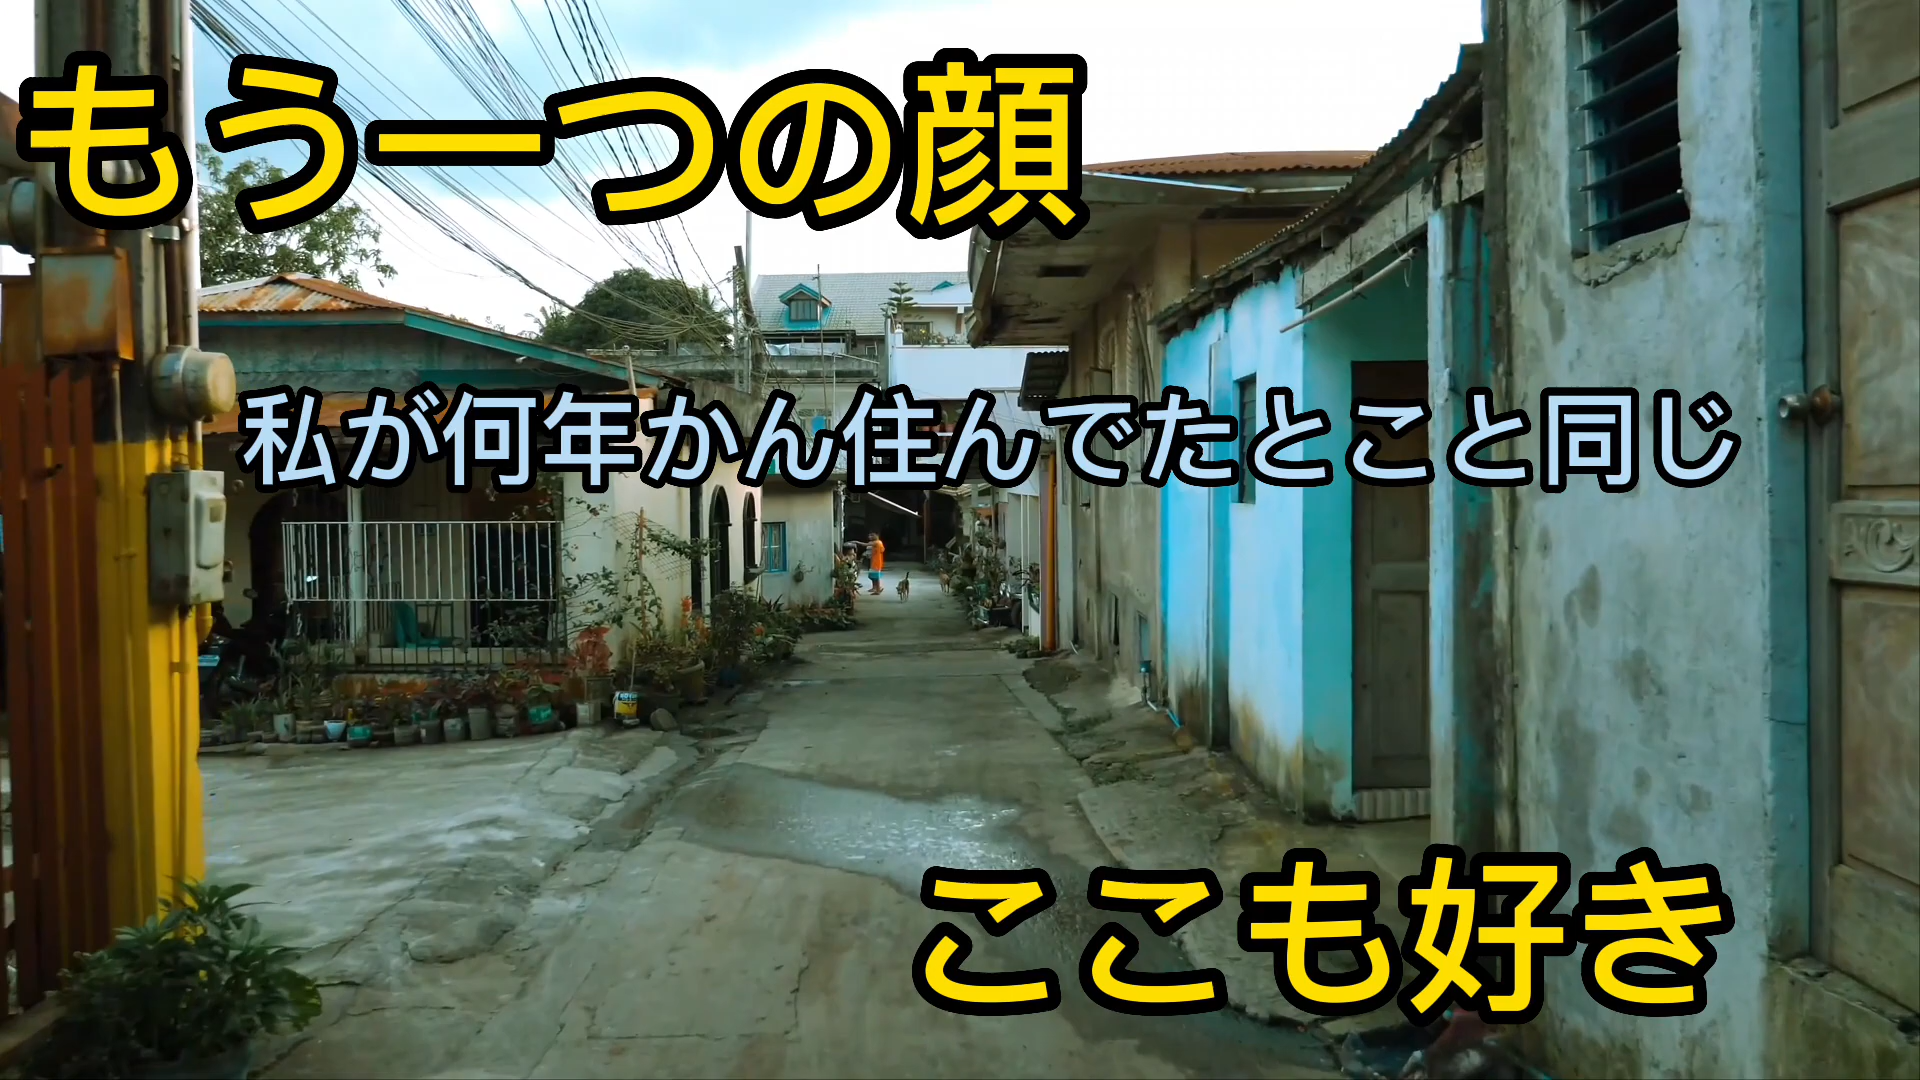 もう一つの顔
私が何年かん住んでたとこと同じ
ここも好き